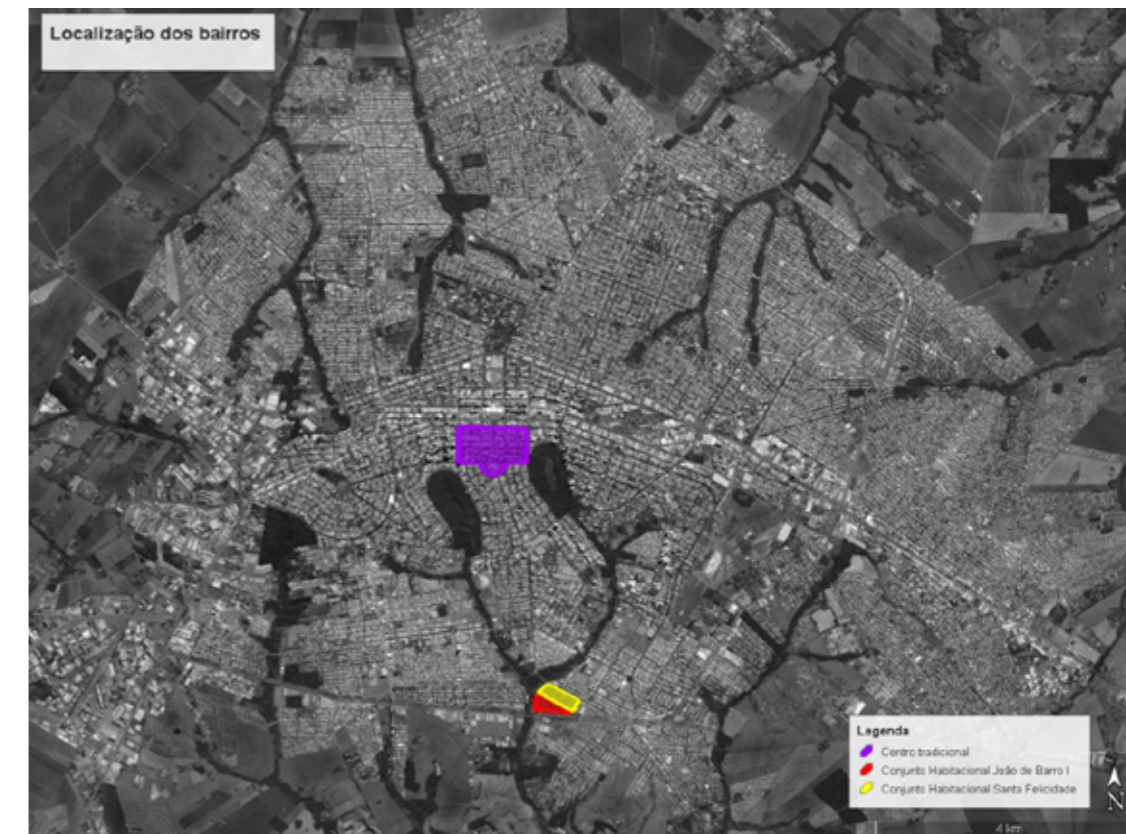 Localização dos bairros
Legenda
Centro tradicional
Conjunto Habitacional João de Barro I
Conjunto Habitacional Santa Felicidade
N
4 km